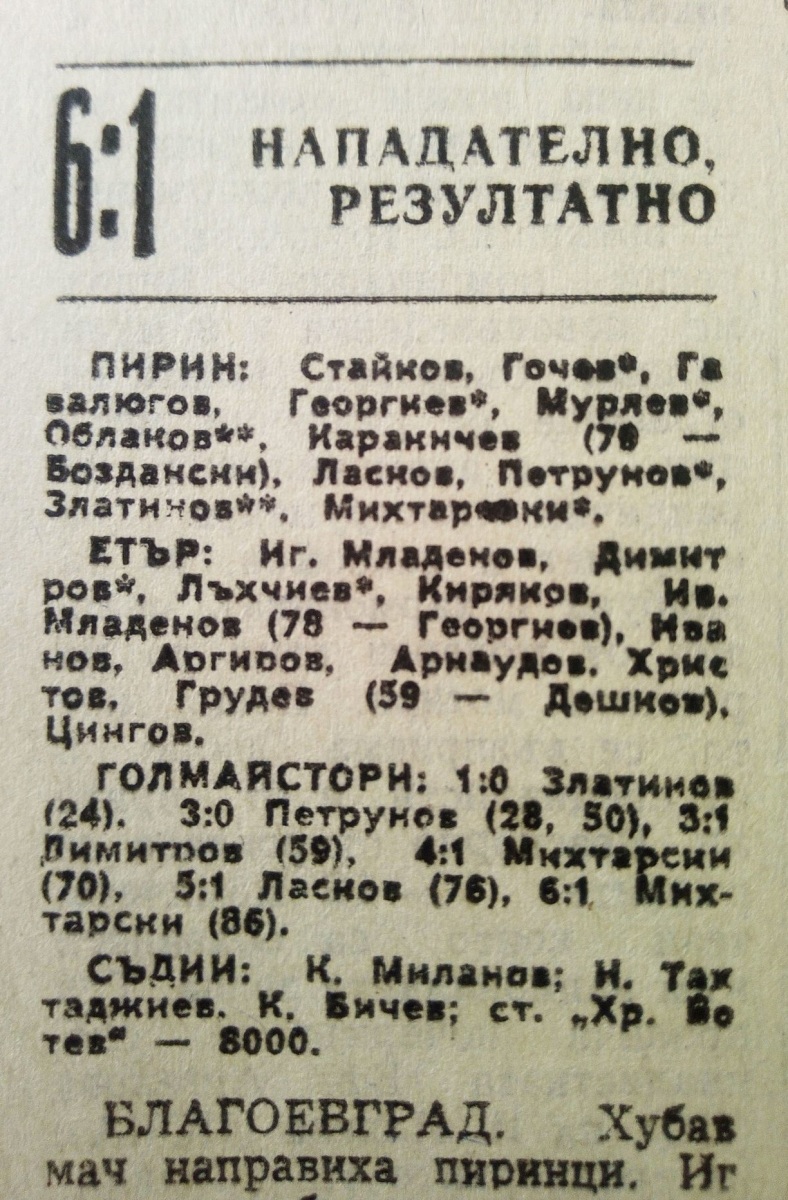 6:1
НАПАДАТЕЛНО,
РЕЗУЛТАТНО
ПИРИН: Стайков, Гочев*, Га
валюгов, Георгиев*, Мурлев*,
Облаков**, Каракичев (70 —
Боздански), Ласков, Петрунов*,
Златинов**, Михтарски*.
ЕТЪР: Иг. Младенов, Димит
ров*, Лъхчиев*, Киряков, Ив.
Младенов (78 — Георгиев), Ива
нов, Аргиров, Арнаудов. Хрис
тов, Грудев (59 — Дешков),
Цингов.
ГОЛМАЙСТОРИ: 1:0 Златинов
(24). 3:0 Петрунов (28, 50), 3:1
Димитров (59), 4:1 Михтарски
(70), 5:1 Ласков (76), 6:1 Мих-
тарски (86).
СЪДИИ: К. Миланов; Н. Тах
таджиев. К. Бичев; ст. „Хр. Бо
тев“ — 8000.
БЛАГОЕВГРАД. Хубав
мач направиха пиринци. Иг